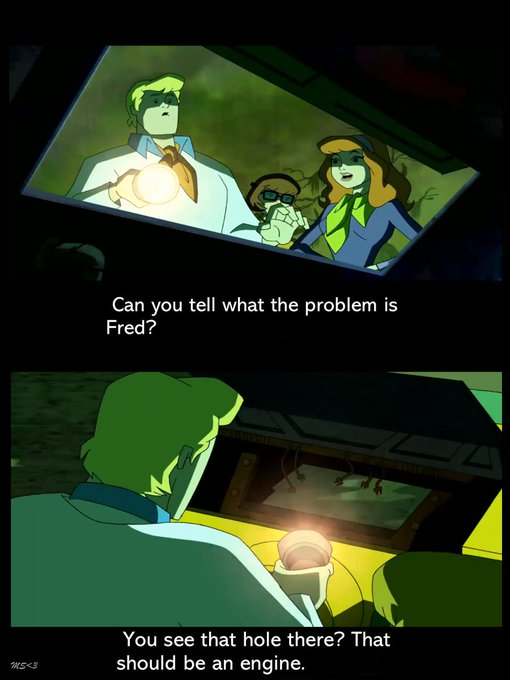 Can you tell what the problem is
Fred?
You see that hole there? That
should be an engine.
MS<3